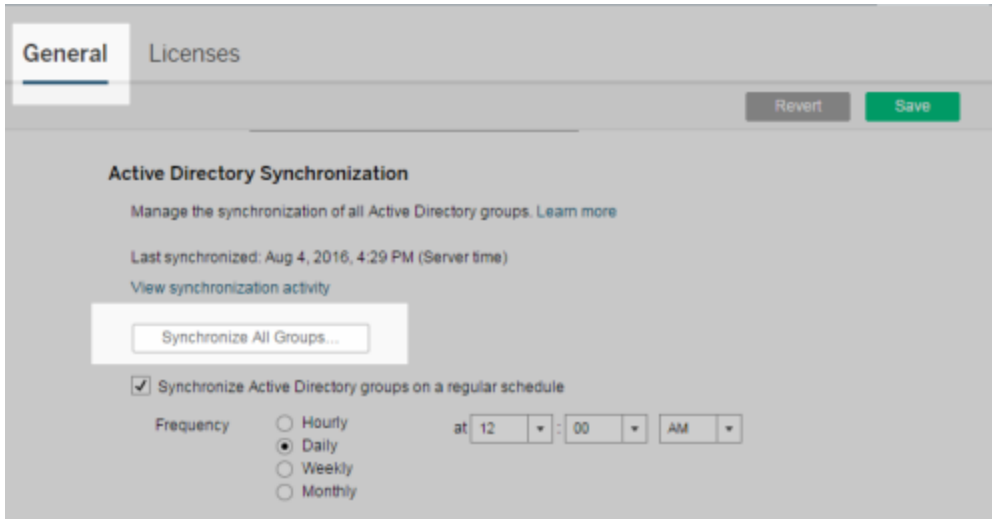 General Licenses
Revert Save
Active Directory Synchronization
Manage the synchronization of all Active Directory groups. Learn more
Last synchronized: Aug 4, 2016, 4:29 PM (Server time)
View synchronization activity
Synchronize All Groups...
Synchronize Active Directory groups on a regular schedule
Frequency Hourly at 12 : 00 AM
Daily
Weekly
Monthly